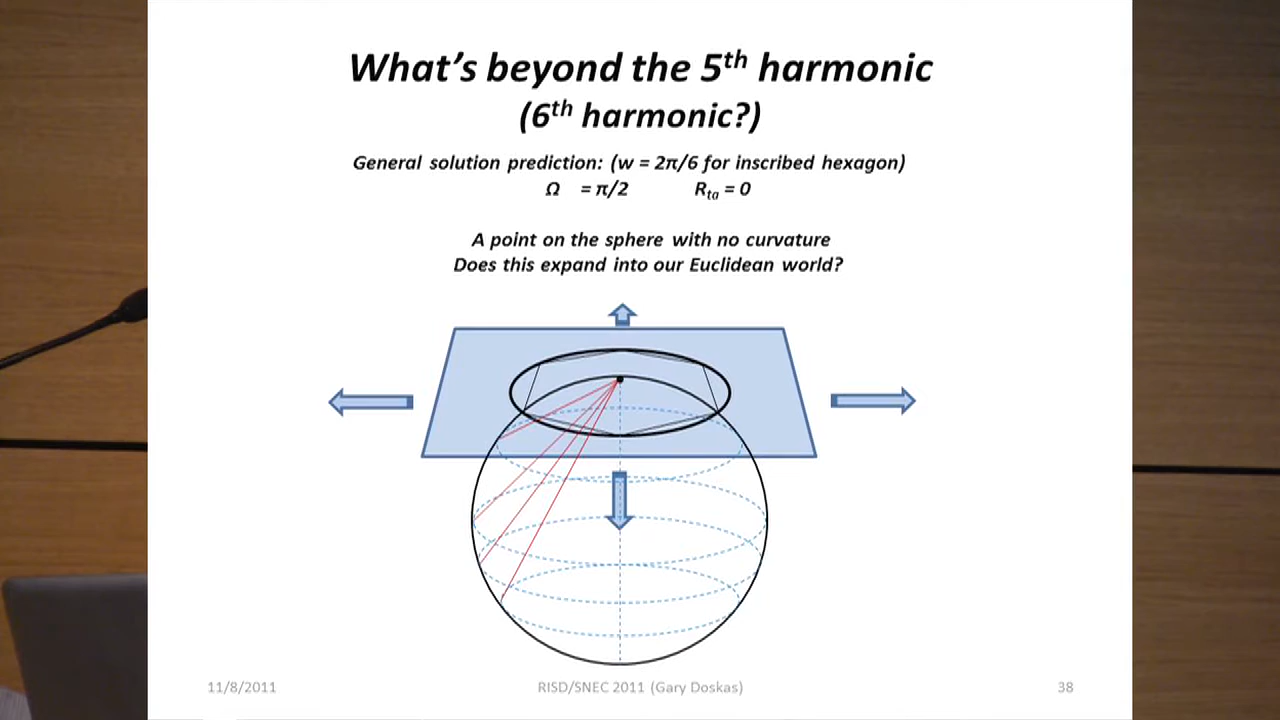 What's beyond the 5th harmonic
(6th harmonic?)
General solution prediction: (w = 2π/6 for inscribed hexagon)
Ω = π/2 Rta = 0
A point on the sphere with no curvature
Does this expand into our Euclidean world?
11/8/2011 RISD/SNEC 2011 (Gary Doskas) 38